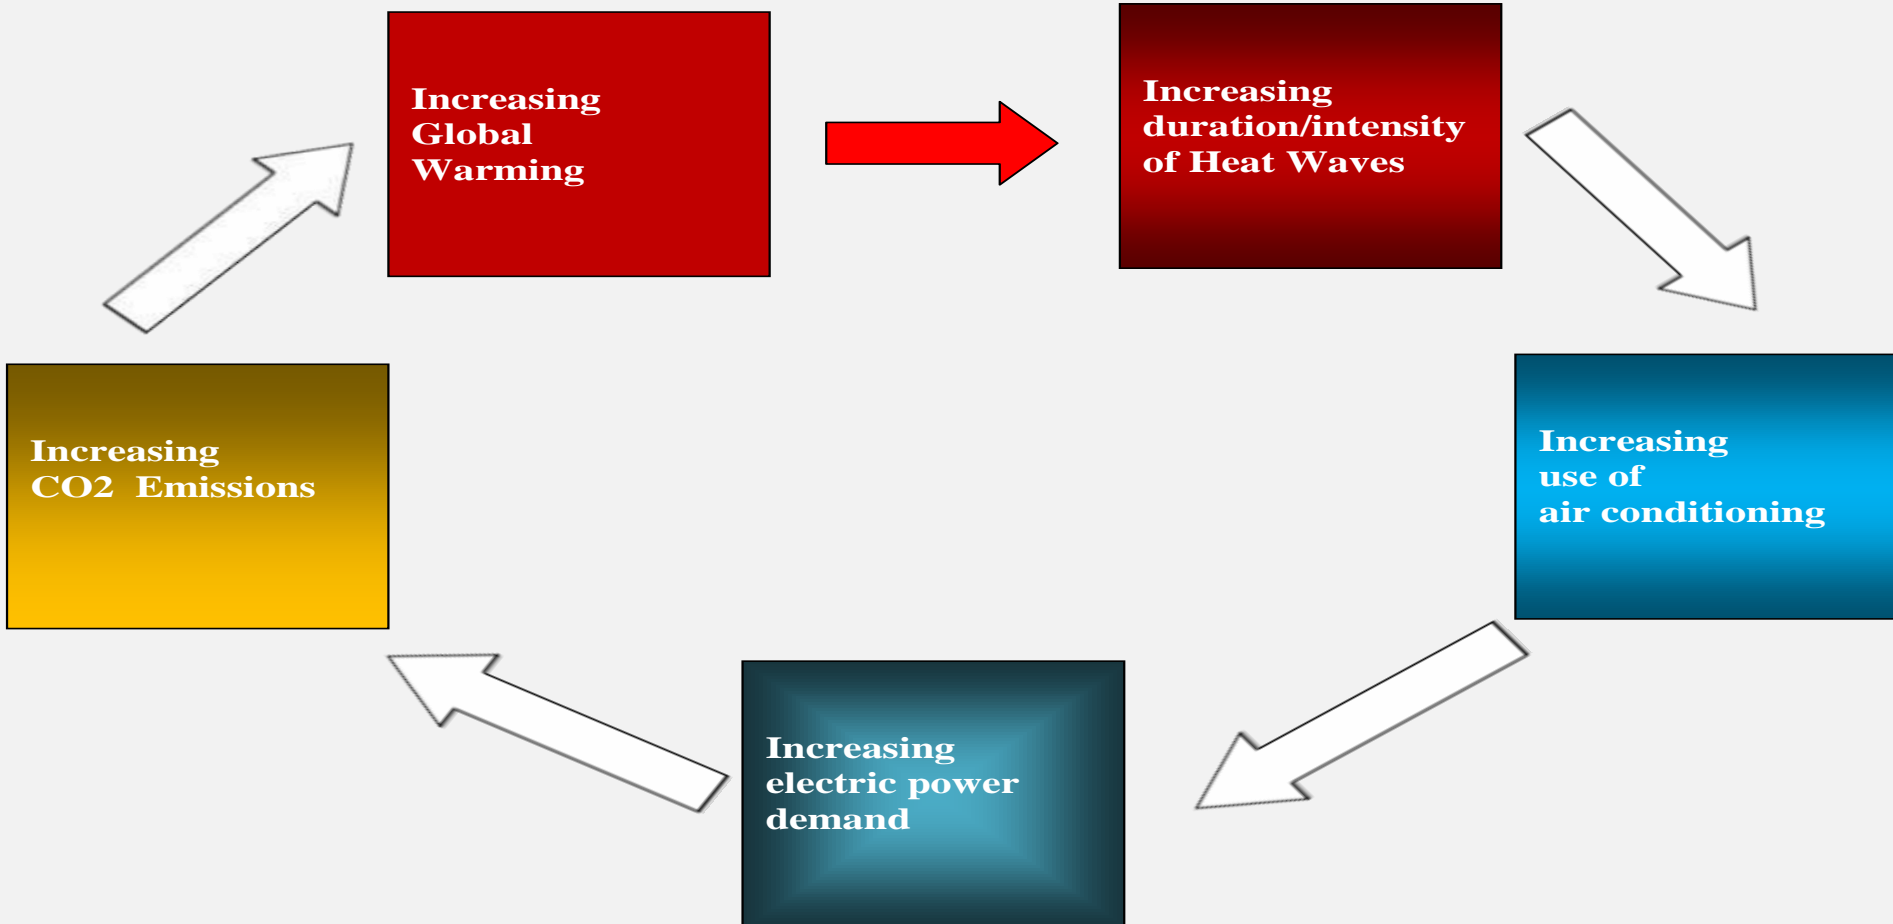 Increasing
Global
Warming
Increasing
duration/intensity
of Heat Waves
Increasing
CO2  Emissions
Increasing
use of
air conditioning
Increasing
electric power
demand